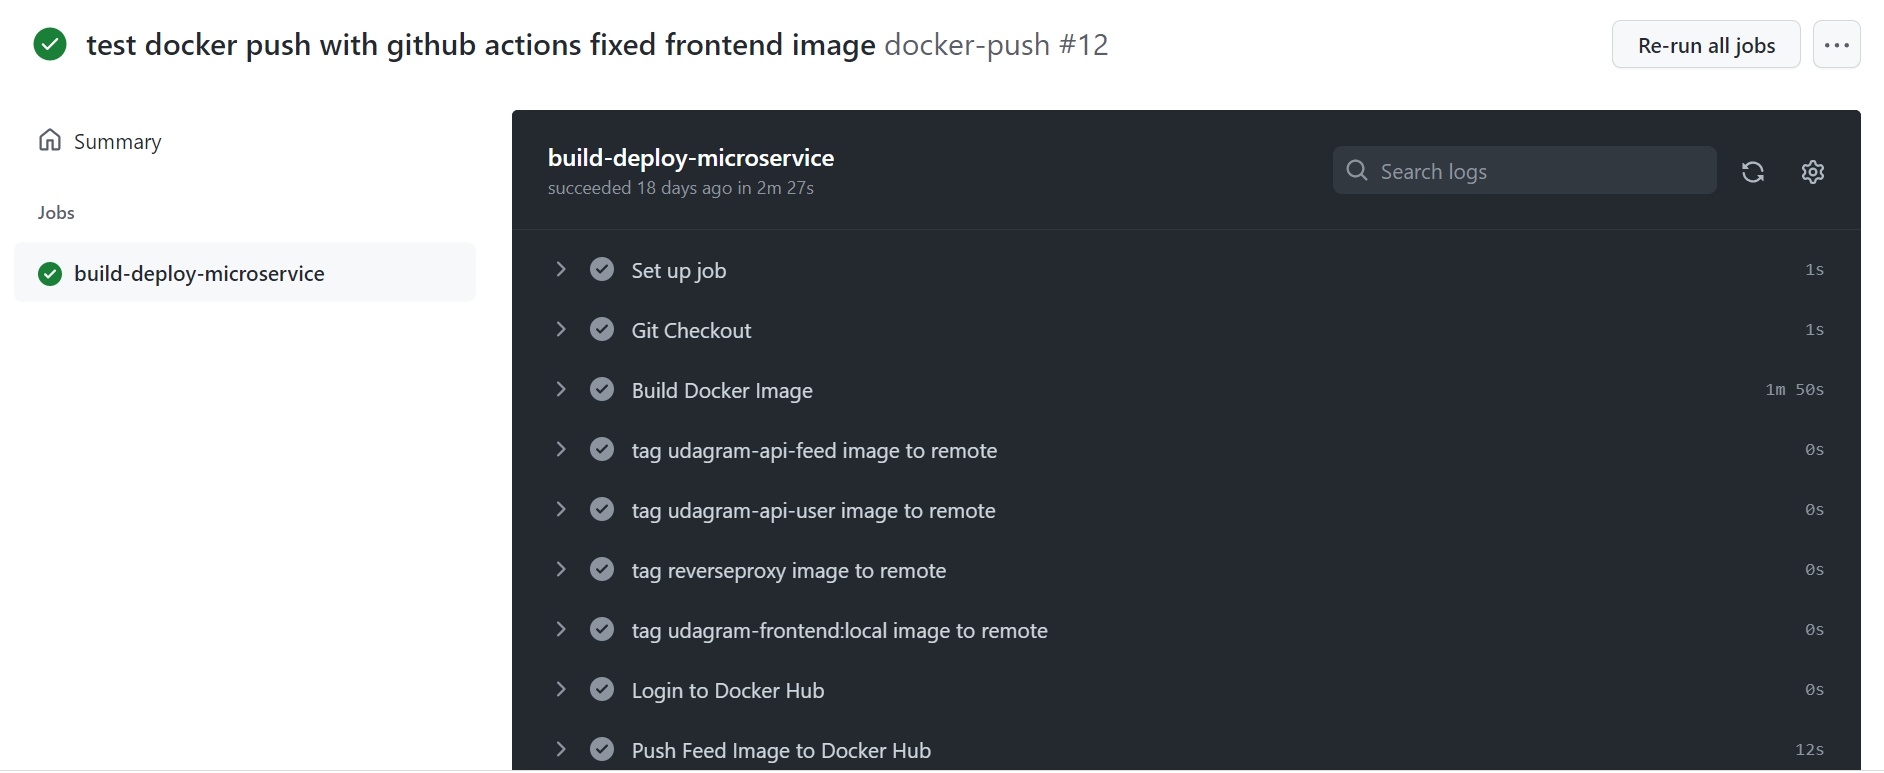 test docker push with github actions fixed frontend image docker-push #12
Re-run all jobs
Summary
Jobs
build-deploy-microservice
build-deploy-microservice
succeeded 18 days ago in 2m 27s
Search logs
Set up job 1s
Git Checkout 1s
Build Docker Image 1m 50s
tag udagram-api-feed image to remote 0s
tag udagram-api-user image to remote 0s
tag reverseproxy image to remote 0s
tag udagram-frontend:local image to remote 0s
Login to Docker Hub 0s
Push Feed Image to Docker Hub 12s